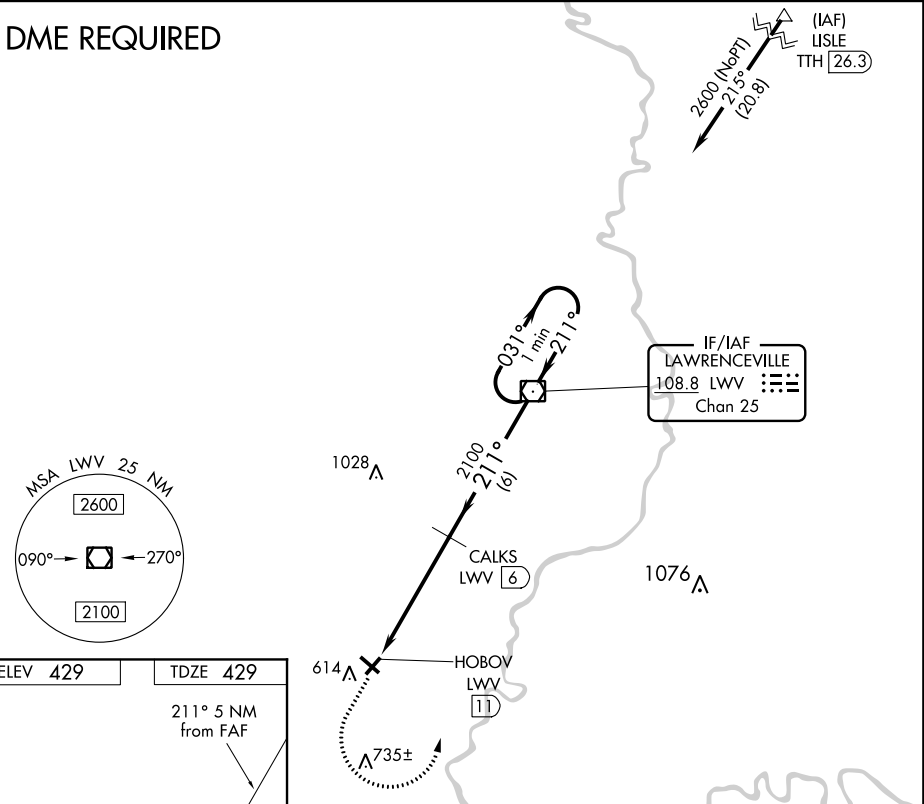 DME REQUIRED
(IAF)
LISLE
TTH 26.3
2600 (NoPT)
215°
(20.8)
031°
1 min
211°
IF/IAF
LAWRENCEVILLE
108.8 LWV
Chan 25
2100
211°
(6)
1028
MSA LWV 25 NM
2600
090°
270°
2100
CALKS
LWV 6
1076
614
HOBOV
LWV
11
735±
ELEV 429
TDZE 429
211° 5 NM
from FAF